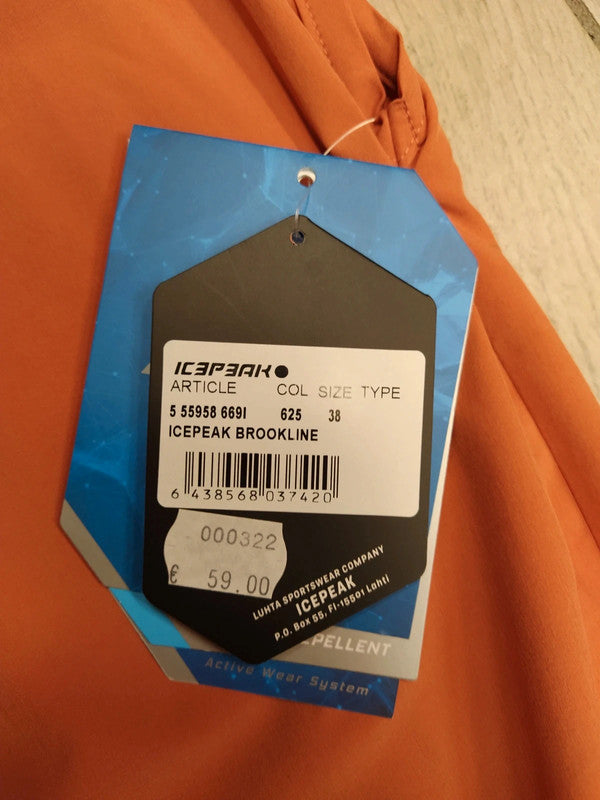 ICEPEAK
ARTICLE COL SIZE TYPE
5 55958 669I 625 38
ICEPEAK BROOKLINE
6 438568 037420
000322
€ 59.00
LUHTA SPORTSWEAR COMPANY
ICEPEAK
P.O. Box 55, FI-15501 Lahti
Active Wear System